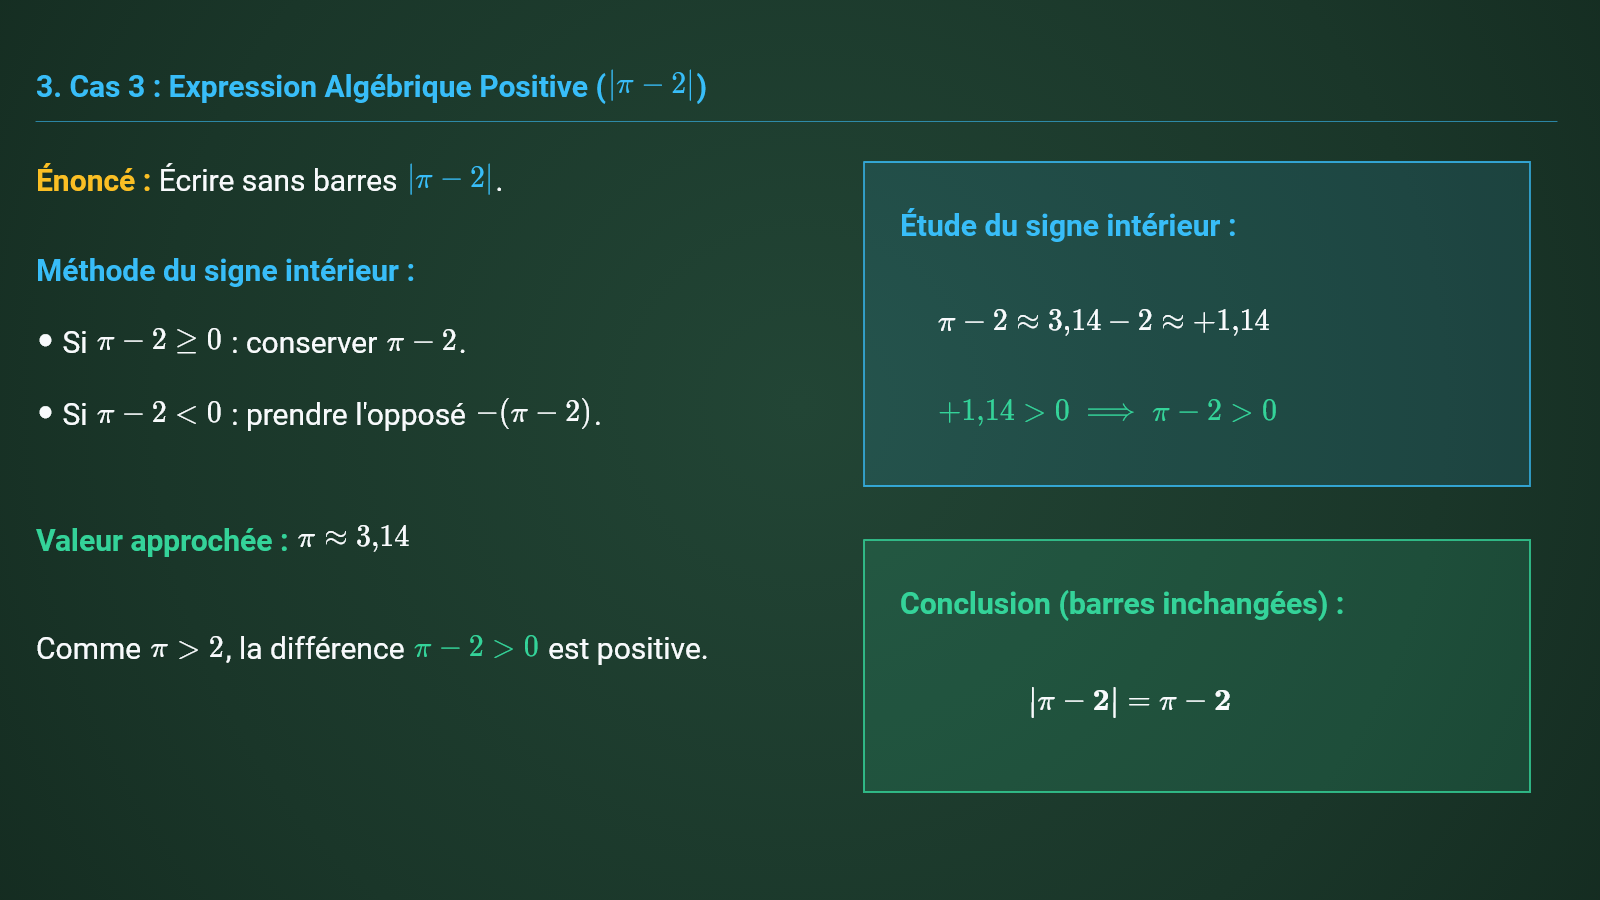 3. Cas 3 : Expression Algébrique Positive (|π − 2|)
Énoncé : Écrire sans barres |π − 2|.
Méthode du signe intérieur :
• Si π − 2 ≥ 0 : conserver π − 2.
• Si π − 2 < 0 : prendre l'opposé −(π − 2).
Valeur approchée : π ≈ 3,14
Comme π > 2, la différence π − 2 > 0 est positive.
Étude du signe intérieur :
π − 2 ≈ 3,14 − 2 ≈ +1,14
+1,14 > 0 ⟹ π − 2 > 0
Conclusion (barres inchangées) :
|π − 2| = π − 2